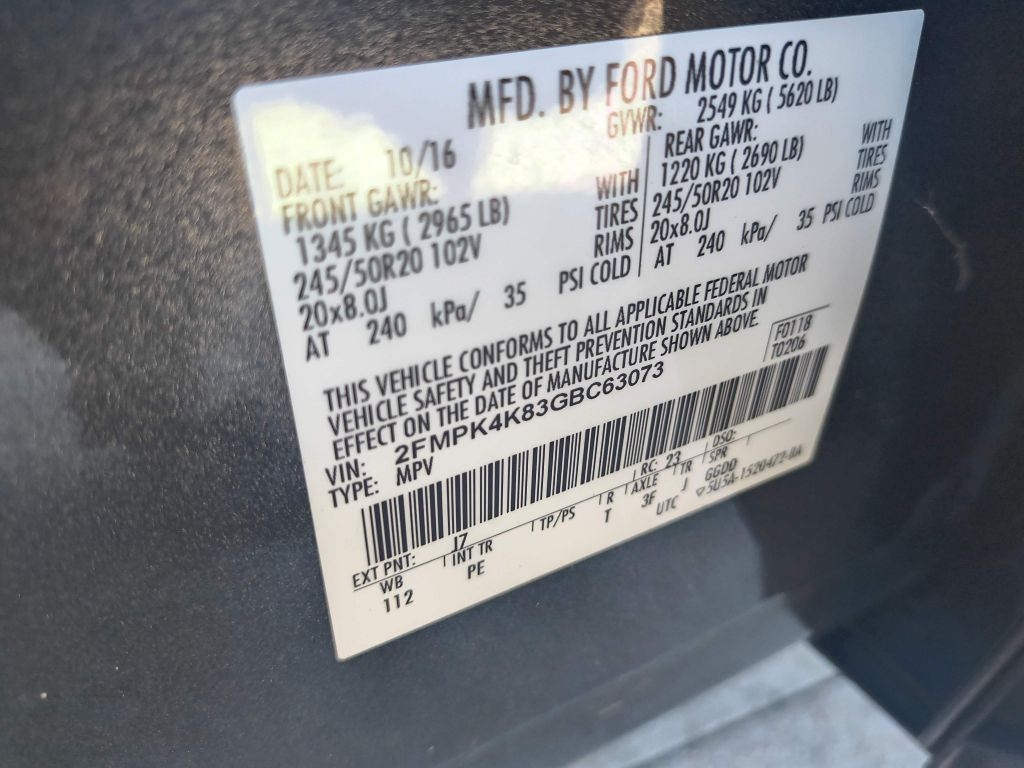 MFD. BY FORD MOTOR CO.
DATE: 10/16
GVWR: 2549 KG ( 5620 LB)
FRONT GAWR:
1345 KG ( 2965 LB) WITH
245/50R20 102V TIRES
20x8.0J RIMS
AT 240 kPa/ 35 PSI COLD
REAR GAWR:
1220 KG ( 2690 LB) WITH
245/50R20 102V TIRES
20x8.0J RIMS
AT 240 kPa/ 35 PSI COLD
THIS VEHICLE CONFORMS TO ALL APPLICABLE FEDERAL MOTOR
VEHICLE SAFETY AND THEFT PREVENTION STANDARDS IN
EFFECT ON THE DATE OF MANUFACTURE SHOWN ABOVE.
F0118
T0206
VIN: 2FMPK4K83GBC63073
TYPE: MPV
EXT PNT: J7 RC: 23 DSO:
WB INT TR TP/PS R AXLE TR SPR
112 PE T 3F J GGDD
UTC ▽5U5A-1520472-BA